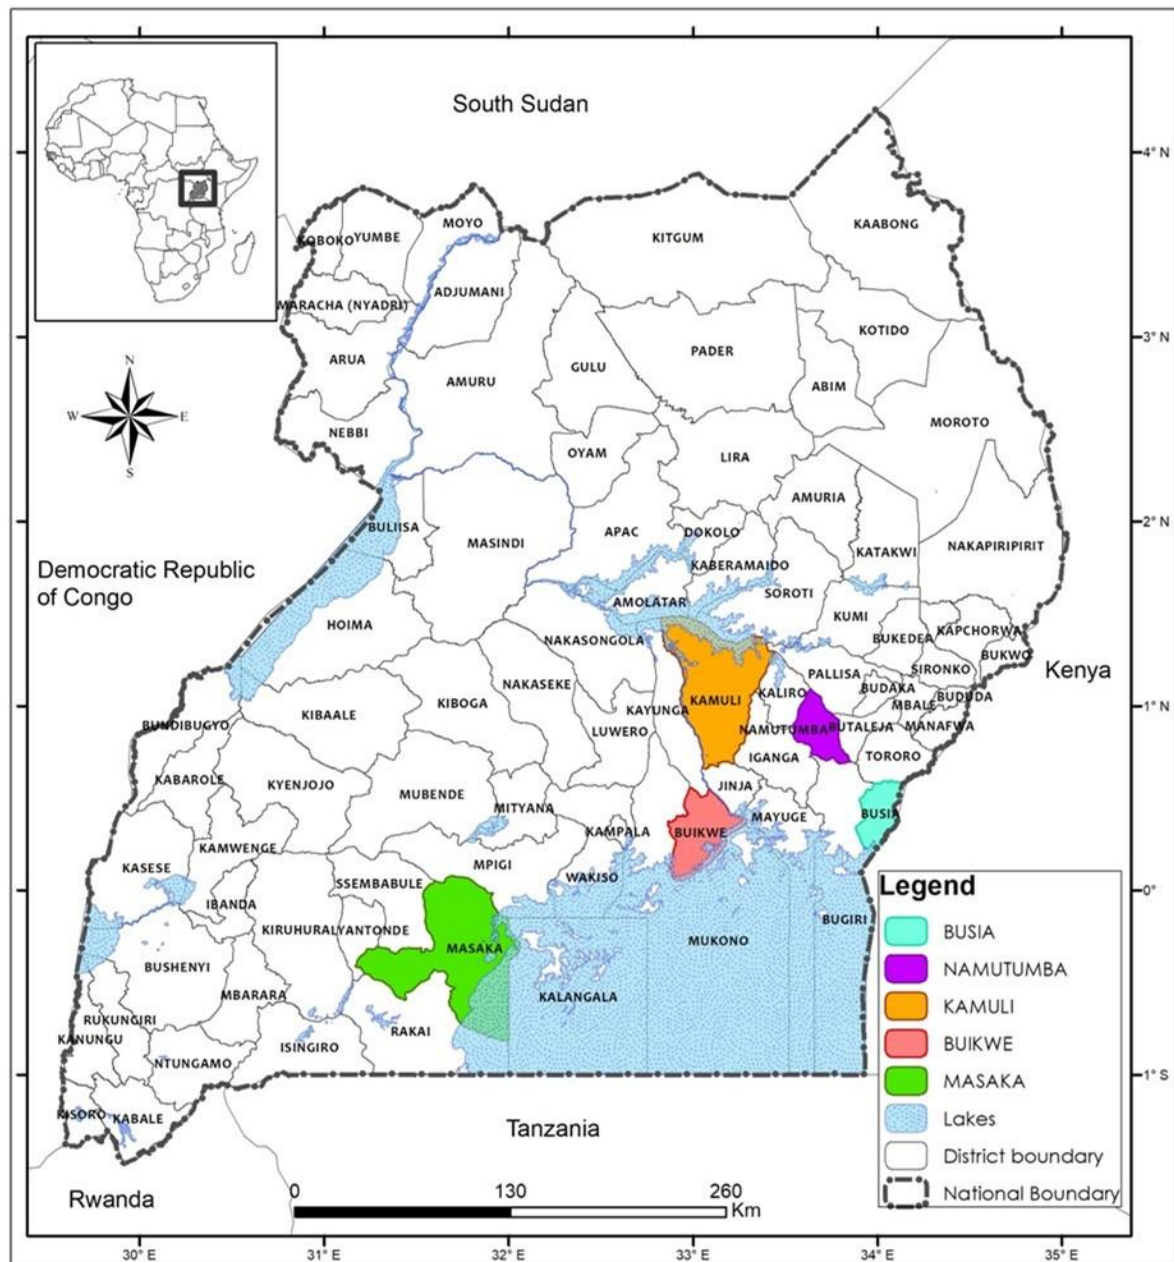 South Sudan
4° N
KAABONG
MOYO
KOBOKO
YUMBE
KITGUM
ADJUMANI
MARACHA (NYADRI)
3° N
KOTIDO
ARUA
PADER
GULU
ABIM
AMURU
N
W
E
S
MOROTO
NEBBI
OYAM
LIRA
AMURIA
2° N
BULIISA
APAC
DOKOLO
MASINDI
KATAKWI
NAKAPIRIPIRIT
Democratic Republic
of Congo
KABERAMAIDO
SOROTI
AMOLATAR
KUMI
HOIMA
NAKASONGOLA
BUKEDEA
KAPCHORWA
BUKWO
Kenya
PALLISA
SIRONKO
NAKASEKE
KALIRO
BUDAKA
BUDUDA
KAMULI
KIBOGA
KAYUNGA
MBALE
1° N
KIBAALE
BUNDIBUGYO
LUWERO
NAMUTUMBA
BUTALEJA
MANAFWA
IGANGA
TORORO
KABAROLE
KYENJOJO
JINJA
MUBENDE
MITYANA
MAYUGE
BUSIA
KAMPALA
BUIKWE
KAMWENGE
KASESE
MPIGI
WAKISO
SSEMBABULE
0°
IBANDA
KIRUHURA
LYANTONDE
BUGIRI
MASAKA
MUKONO
BUSHENYI
MBARARA
KALANGALA
RUKUNGIRI
RAKAI
KANUNGU
ISINGIRO
NTUNGAMO
1° S
KISORO
KABALE
Tanzania
Rwanda
0
130
260
Km
Legend
BUSIA
NAMUTUMBA
KAMULI
BUIKWE
MASAKA
Lakes
District boundary
National Boundary
30° E
31° E
32° E
33° E
34° E
35° E